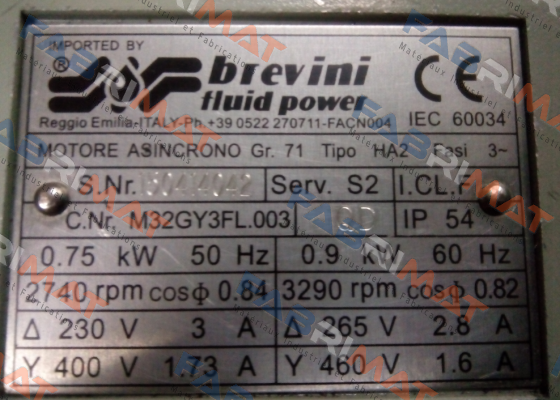 IMPORTED BY
® brevini
fluid power
CE
Reggio Emilia-ITALY-Ph.+39 0522 270711-FACN004 IEC 60034
MOTORE ASINCRONO Gr. 71 Tipo HA2 Fasi 3~
S.Nr. Serv. S2 I.CL.F
C.Nr. M32GY3FL.003 IP 54
0.75 kW 50 Hz 0.9 kW 60 Hz
2740 rpm cosϕ 0.84 3290 rpm cosϕ 0.82
Δ 230 V 3 A Δ 265 V 2.8 A
Y 400 V 1.73 A Y 460 V 1.6 A
FABRIMAT